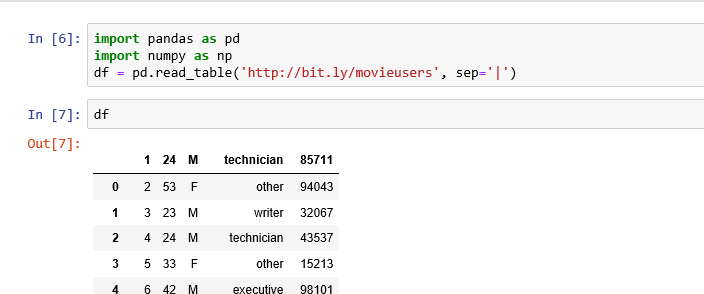 In [6]: import pandas as pd
import numpy as np
df = pd.read_table('http://bit.ly/movieusers', sep='|')
In [7]: df
Out[7]:
1 24 M technician 85711
0 2 53 F other 94043
1 3 23 M writer 32067
2 4 24 M technician 43537
3 5 33 F other 15213
4 6 42 M executive 98101